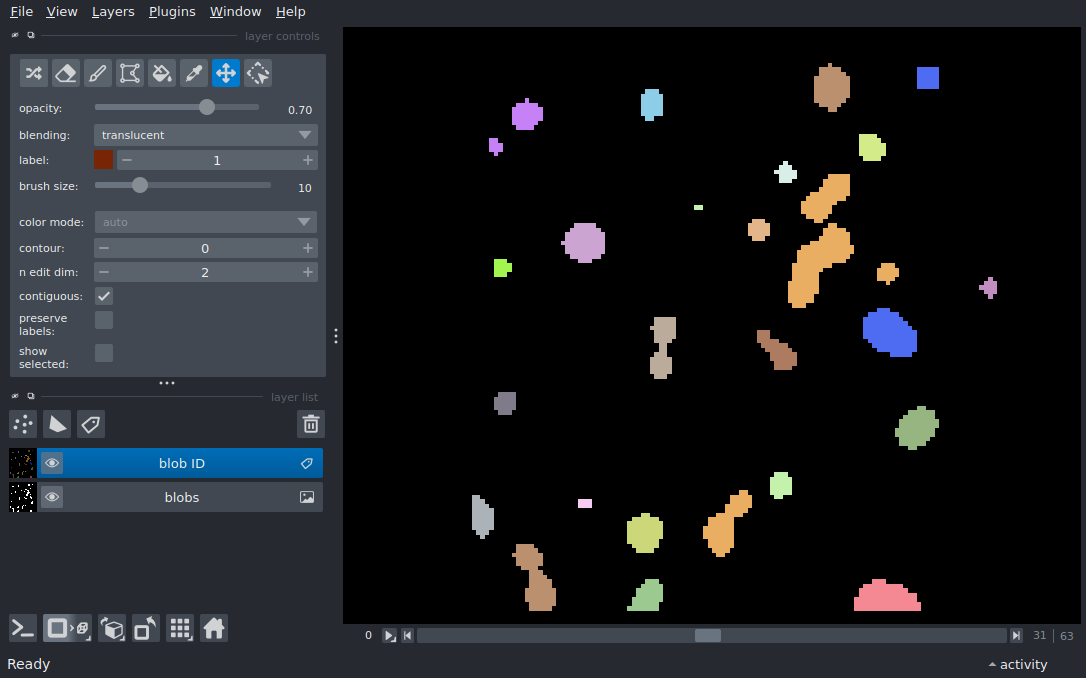 File View Layers Plugins Window Help
layer controls
opacity: 0.70
blending: translucent
label: 1
brush size: 10
color mode: auto
contour: 0
n edit dim: 2
contiguous:
preserve
labels:
show
selected:
layer list
blob ID
blobs
0 31 63
Ready activity